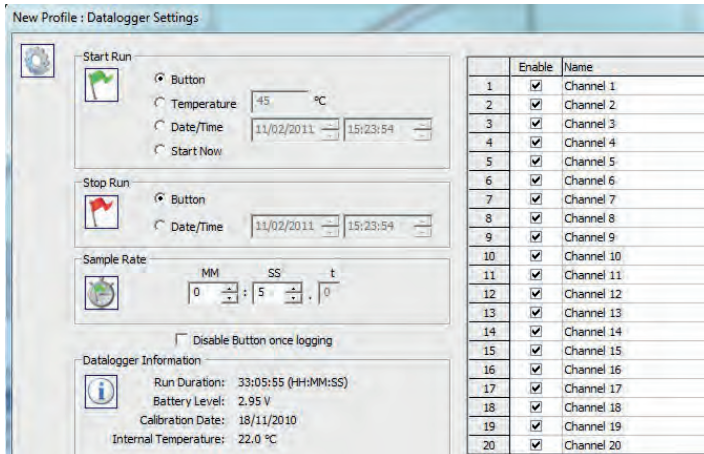 New Profile : Datalogger Settings
Start Run
Button
Temperature 45 ºC
Date/Time 11/02/2011 15:23:54
Start Now
Stop Run
Button
Date/Time 11/02/2011 15:23:54
Sample Rate
MM SS t
0 : 5 . 0
Disable Button once logging
Datalogger Information
Run Duration: 33:05:55 (HH:MM:SS)
Battery Level: 2.95 V
Calibration Date: 18/11/2010
Internal Temperature: 22.0 ºC
Enable Name
1 Channel 1
2 Channel 2
3 Channel 3
4 Channel 4
5 Channel 5
6 Channel 6
7 Channel 7
8 Channel 8
9 Channel 9
10 Channel 10
11 Channel 11
12 Channel 12
13 Channel 13
14 Channel 14
15 Channel 15
16 Channel 16
17 Channel 17
18 Channel 18
19 Channel 19
20 Channel 20